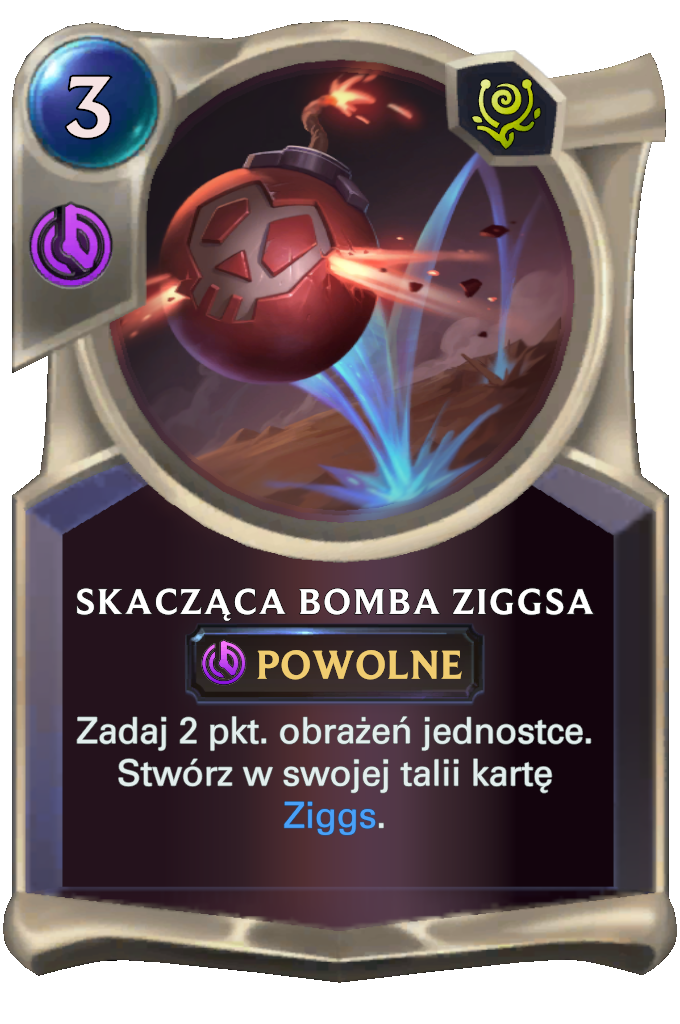 3
SKACZĄCA BOMBA ZIGGSA
POWOLNE
Zadaj 2 pkt. obrażeń jednostce.
Stwórz w swojej talii kartę
Ziggs.